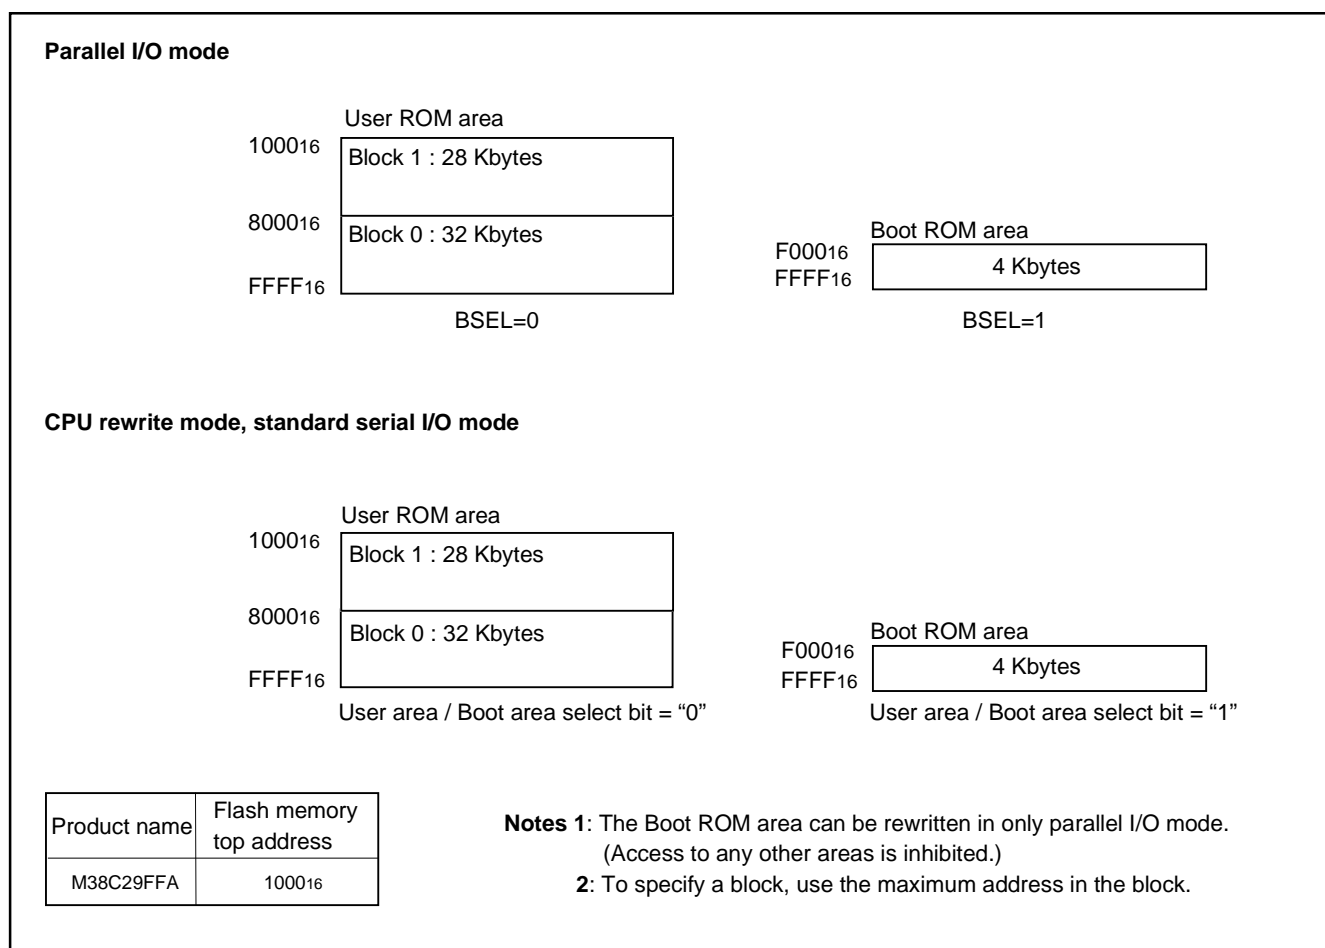 Parallel I/O mode
User ROM area
1000₁₆
Block 1 : 28 Kbytes
8000₁₆
Block 0 : 32 Kbytes
FFFF₁₆
BSEL=0
Boot ROM area
F000₁₆
4 Kbytes
FFFF₁₆
BSEL=1
CPU rewrite mode, standard serial I/O mode
User ROM area
1000₁₆
Block 1 : 28 Kbytes
8000₁₆
Block 0 : 32 Kbytes
FFFF₁₆
User area / Boot area select bit = “0”
Boot ROM area
F000₁₆
4 Kbytes
FFFF₁₆
User area / Boot area select bit = “1”
Product name
Flash memory
top address
M38C29FFA
1000₁₆
Notes 1: The Boot ROM area can be rewritten in only parallel I/O mode.
(Access to any other areas is inhibited.)
2: To specify a block, use the maximum address in the block.